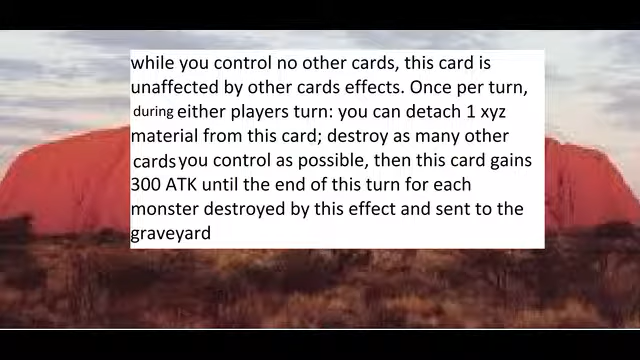 while you control no other cards, this card is
unaffected by other cards effects. Once per turn,
during either players turn: you can detach 1 xyz
material from this card; destroy as many other
cards you control as possible, then this card gains
300 ATK until the end of this turn for each
monster destroyed by this effect and sent to the
graveyard